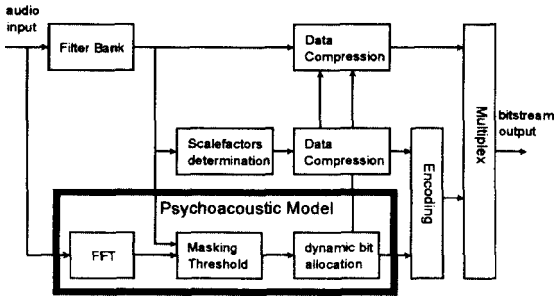 audio
input
Filter Bank
Data
Compression
Multiplex
bitstream
output
Scalefactors
determination
Data
Compression
Encoding
Psychoacoustic Model
FFT
Masking
Threshold
dynamic bit
allocation